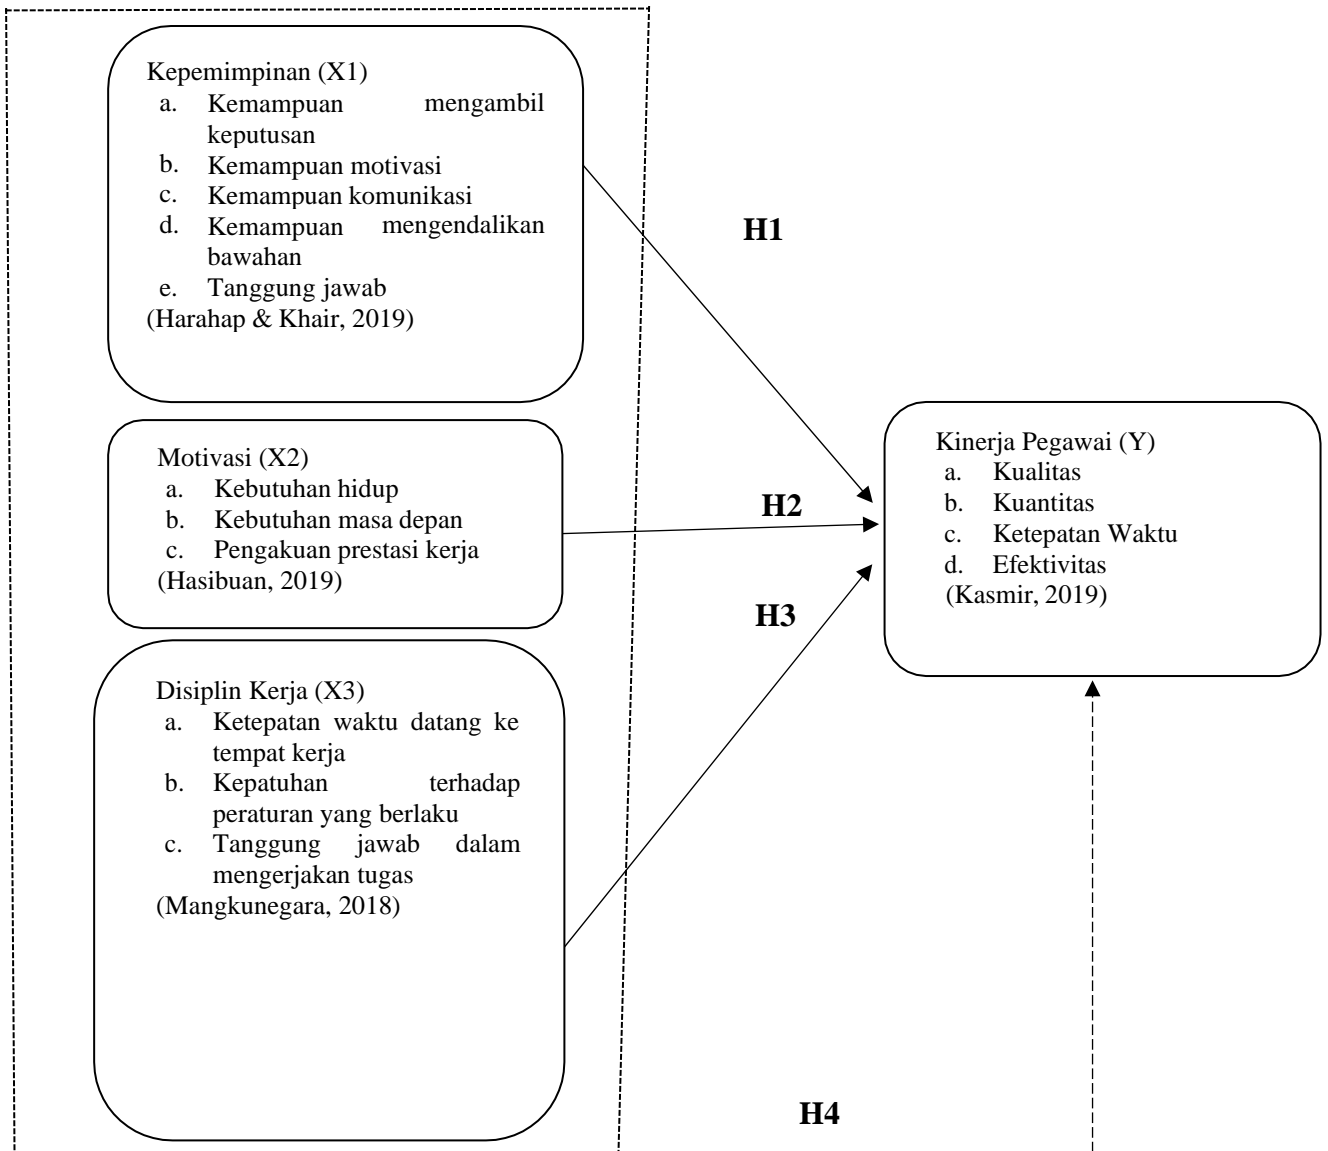 Kepemimpinan (X1)
a. Kemampuan mengambil
keputusan
b. Kemampuan motivasi
c. Kemampuan komunikasi
d. Kemampuan mengendalikan
bawahan
e. Tanggung jawab
(Harahap & Khair, 2019)
H1
Motivasi (X2)
a. Kebutuhan hidup
b. Kebutuhan masa depan
c. Pengakuan prestasi kerja
(Hasibuan, 2019)
H2
Kinerja Pegawai (Y)
a. Kualitas
b. Kuantitas
c. Ketepatan Waktu
d. Efektivitas
(Kasmir, 2019)
H3
Disiplin Kerja (X3)
a. Ketepatan waktu datang ke
tempat kerja
b. Kepatuhan terhadap
peraturan yang berlaku
c. Tanggung jawab dalam
mengerjakan tugas
(Mangkunegara, 2018)
H4